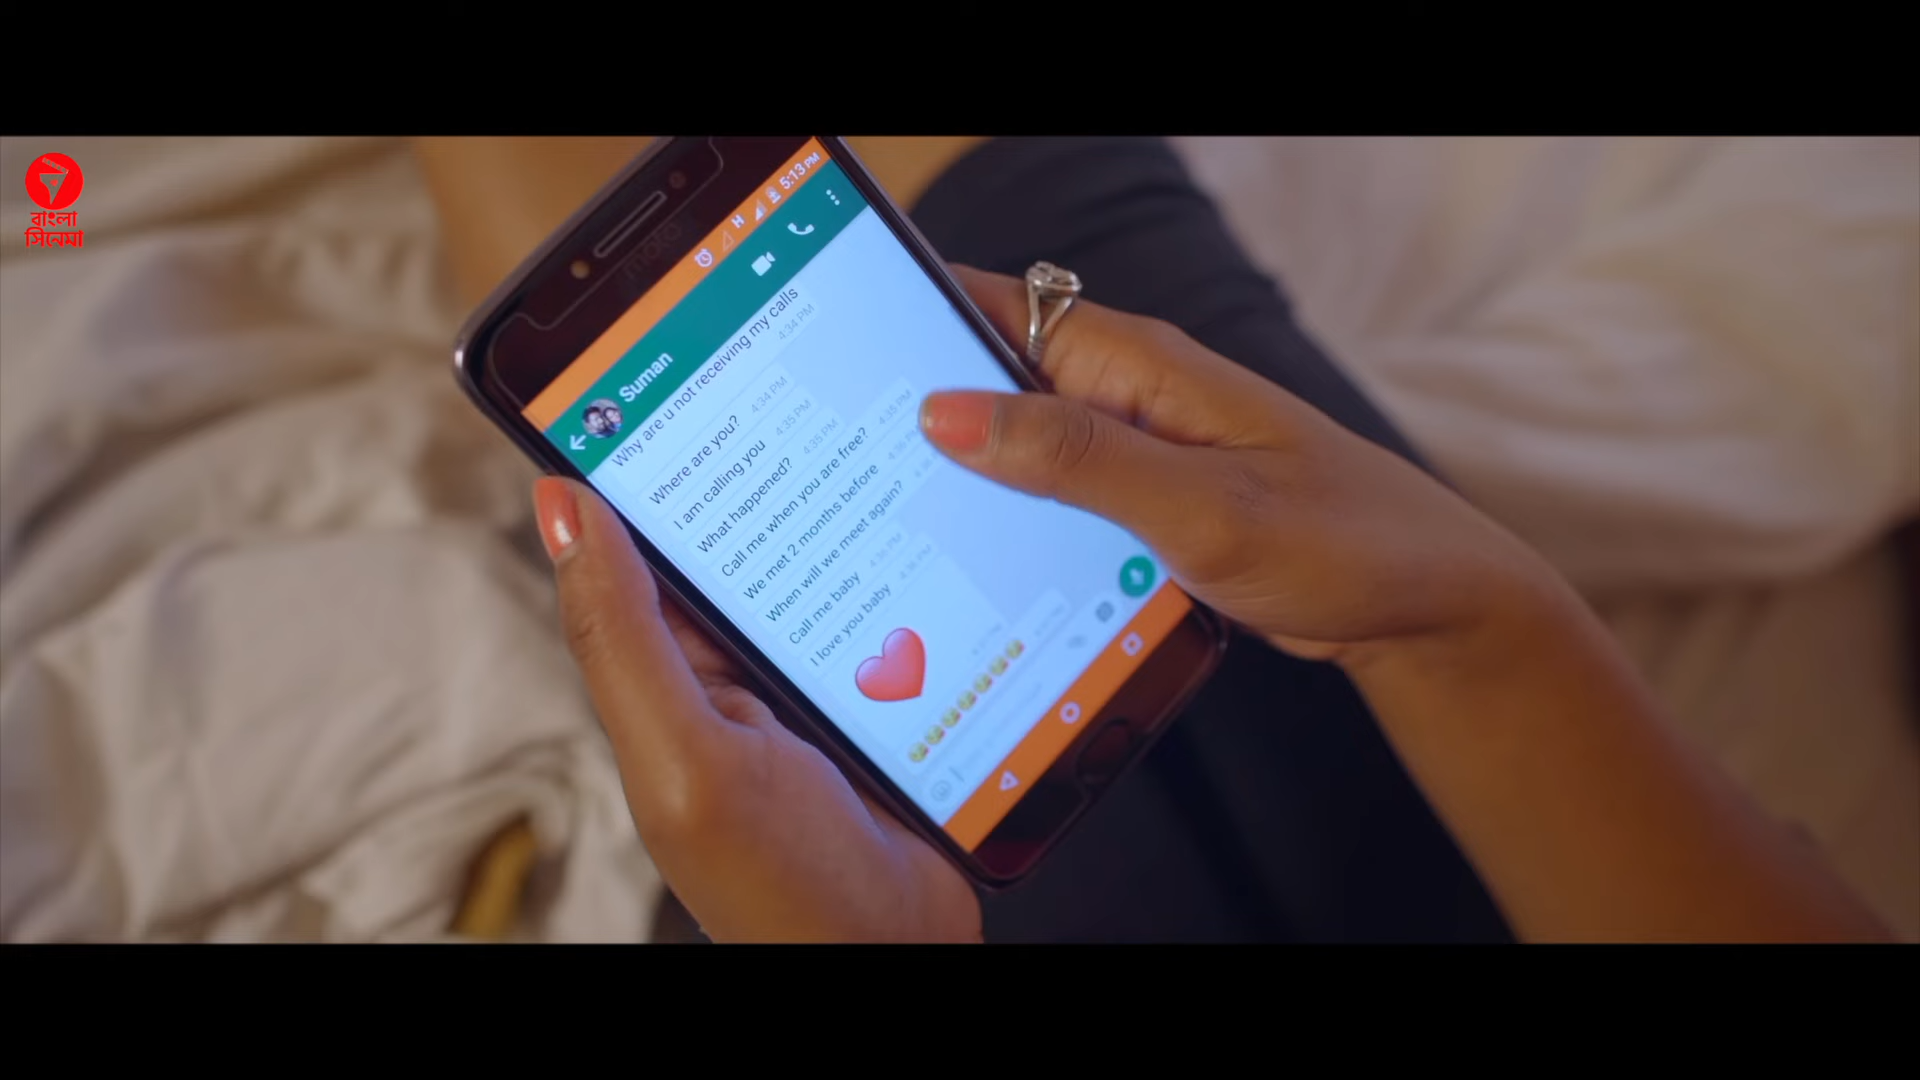 বাংলা
সিনেমা
moto
H 5:13 PM
Suman
Why are u not receiving my calls
4:34 PM
Where are you? 4:34 PM
I am calling you 4:35 PM
What happened? 4:35 PM
Call me when you are free? 4:35 PM
We met 2 months before 4:36 PM
When will we meet again?
Call me baby 4:36 PM
I love you baby 4:36 PM